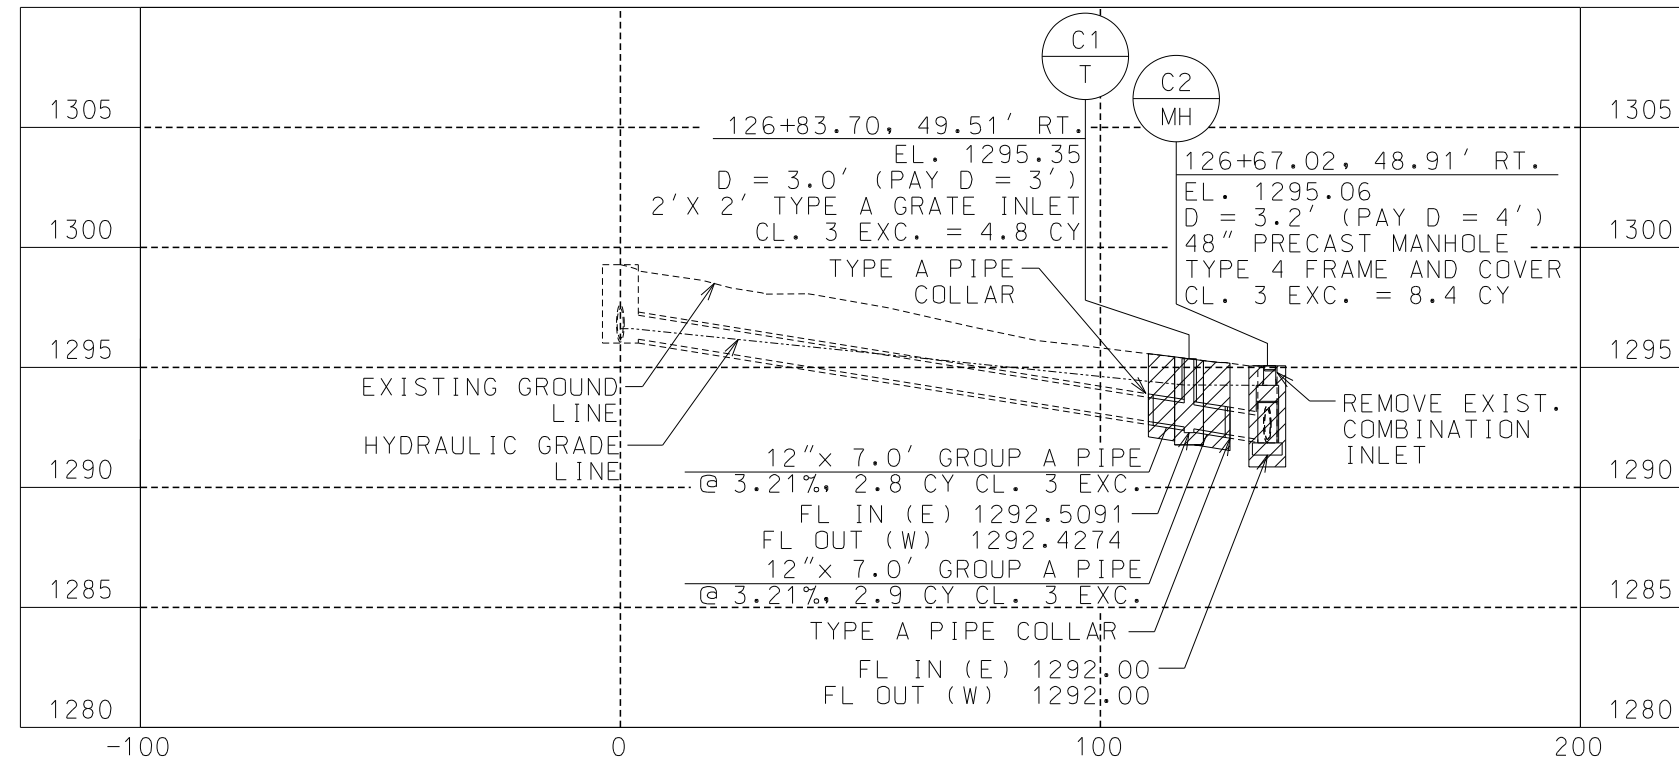 C1
T
C2
MH
1305
1305
126+83.70, 49.51' RT.
EL. 1295.35
D = 3.0' (PAY D = 3')
2'X 2' TYPE A GRATE INLET
CL. 3 EXC. = 4.8 CY
126+67.02, 48.91' RT.
EL. 1295.06
D = 3.2' (PAY D = 4')
48" PRECAST MANHOLE
TYPE 4 FRAME AND COVER
CL. 3 EXC. = 8.4 CY
1300
1300
TYPE A PIPE
COLLAR
1295
1295
EXISTING GROUND
LINE
HYDRAULIC GRADE
LINE
REMOVE EXIST.
COMBINATION
INLET
12"x 7.0' GROUP A PIPE
@ 3.21%, 2.8 CY CL. 3 EXC.
1290
1290
FL IN (E) 1292.5091
FL OUT (W) 1292.4274
12"x 7.0' GROUP A PIPE
@ 3.21%, 2.9 CY CL. 3 EXC.
1285
1285
TYPE A PIPE COLLAR
FL IN (E) 1292.00
FL OUT (W) 1292.00
1280
1280
-100
0
100
200